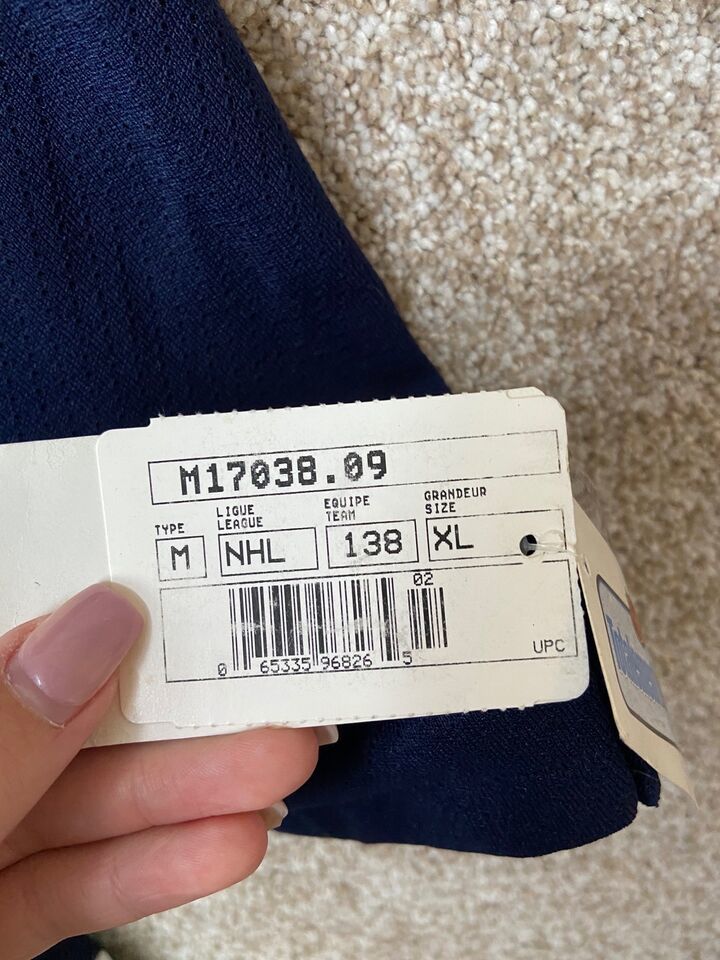 M17038.09
TYPE
LIGUE
LEAGUE
EQUIPE
TEAM
GRANDEUR
SIZE
M
NHL
138
XL
02
0 65335 96826 5
UPC